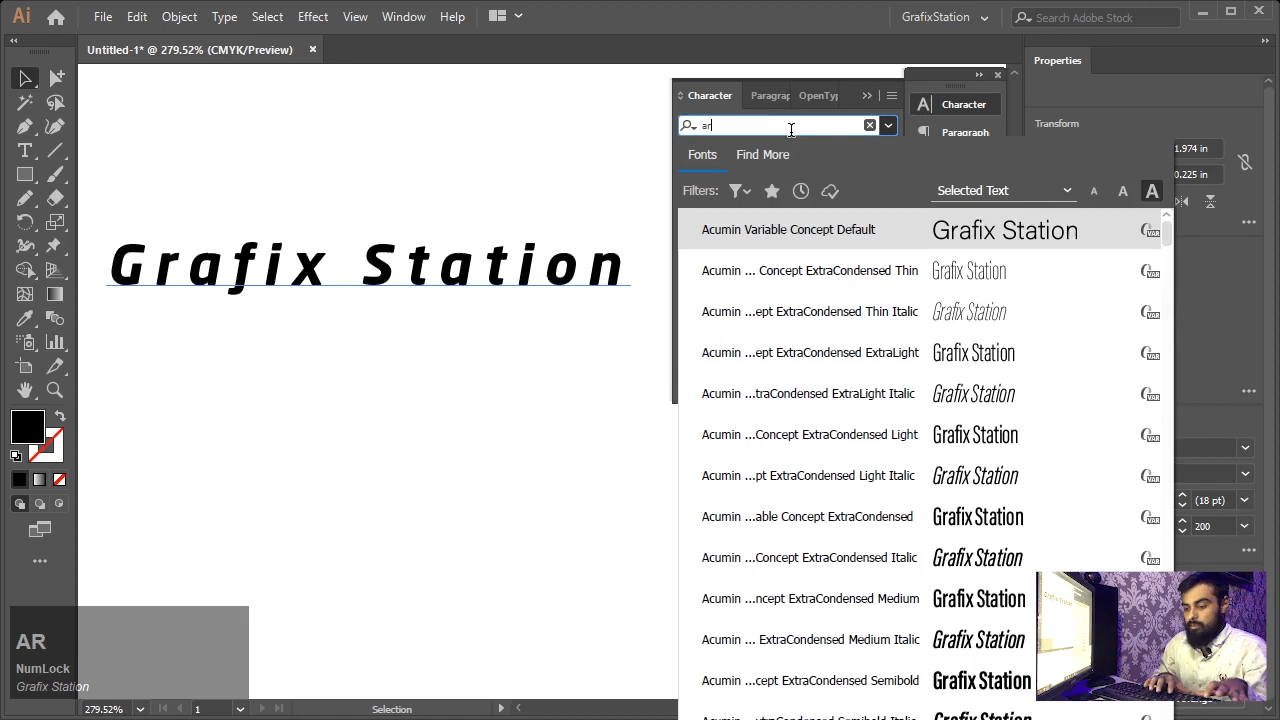 Ai File Edit Object Type Select Effect View Window Help GrafixStation Search Adobe Stock
Untitled-1* @ 279.52% (CMYK/Preview)
Properties
Character Paragrap OpenTyp
Character
Paragraph
Transform
ar
1.974 in
0.225 in
Fonts Find More
Filters: Selected Text A A A
Acumin Variable Concept Default Grafix Station
Acumin ... Concept ExtraCondensed Thin Grafix Station
Acumin ...ept ExtraCondensed Thin Italic Grafix Station
Acumin ...ept ExtraCondensed ExtraLight Grafix Station
Acumin ...traCondensed ExtraLight Italic Grafix Station
Acumin ...Concept ExtraCondensed Light Grafix Station
Acumin ...pt ExtraCondensed Light Italic Grafix Station
Acumin ...able Concept ExtraCondensed Grafix Station
Acumin ...Concept ExtraCondensed Italic Grafix Station
Acumin ...ncept ExtraCondensed Medium Grafix Station
Acumin ... ExtraCondensed Medium Italic Grafix Station
Acumin ...cept ExtraCondensed Semibold Grafix Station
Grafix Station
(18 pt)
200
AR
NumLock
Grafix Station
279.52% 1 Selection